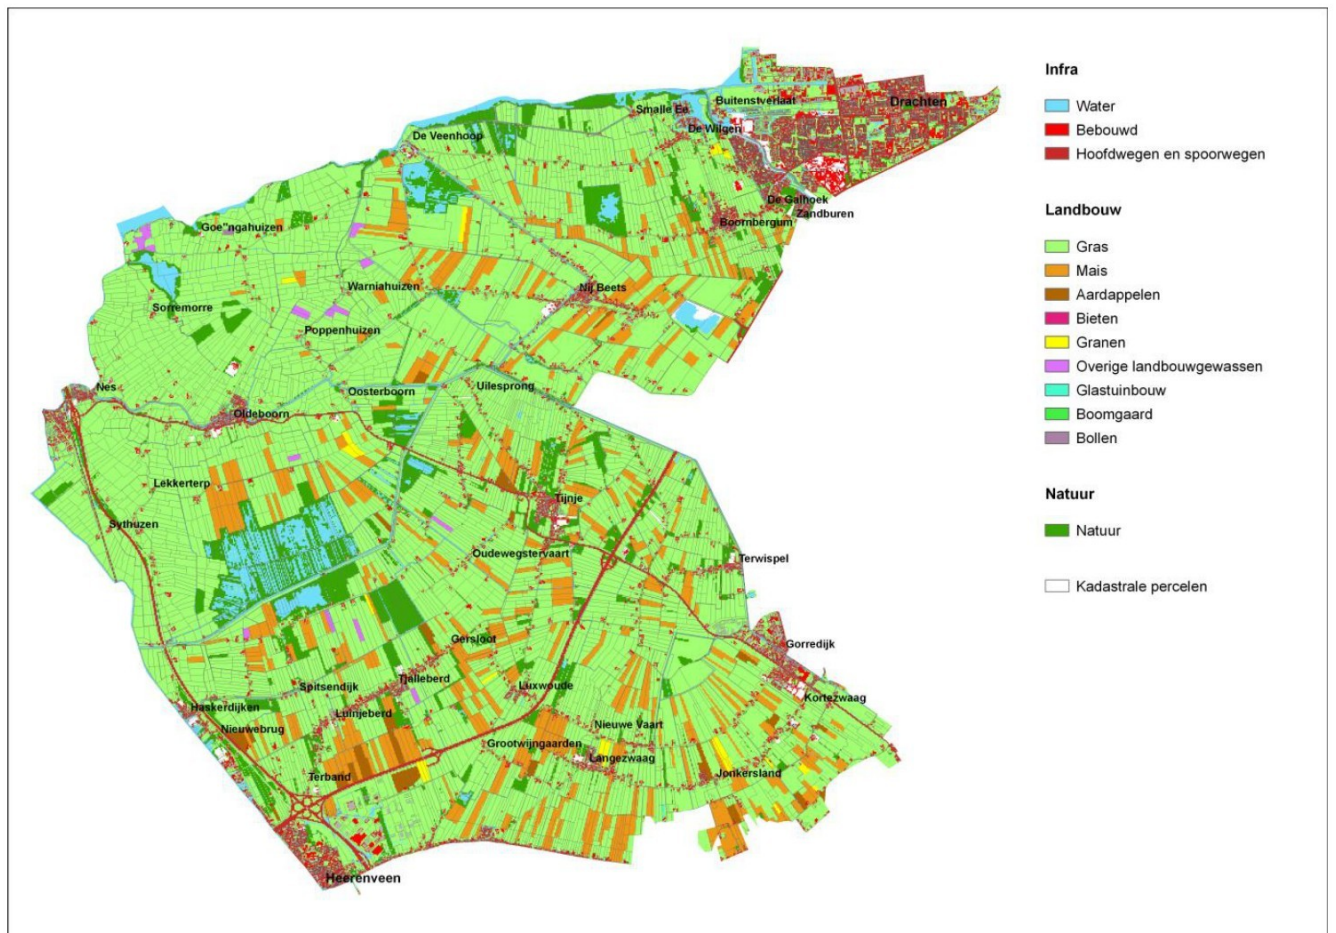 Infra
Water
Bebouwd
Hoofdwegen en spoorwegen
Landbouw
Gras
Mais
Aardappelen
Bieten
Granen
Overige landbouwgewassen
Glastuinbouw
Boomgaard
Bollen
Natuur
Natuur
Kadastrale percelen
Drachten
Buitenstverlaat
Smalle Ee
De Wilgen
De Veenhoop
De Galhoek
Zandburen
Boornbergum
Goe"ngahuizen
Warniahuizen
Nij Beets
Sorremorre
Poppenhuizen
Nes
Oosterboorn
Uilesprong
Oldeboorn
Lekkerterp
Tijnje
Sythuzen
Oudewegstervaart
Terwispel
Gersloot
Gorredijk
Tjalleberd
Spitsendijk
Luxwoude
Kortezwaag
Haskerdijken
Luinjeberd
Nieuwebrug
Nieuwe Vaart
Grootwijngaarden
Langezwaag
Terband
Jonkersland
Heerenveen